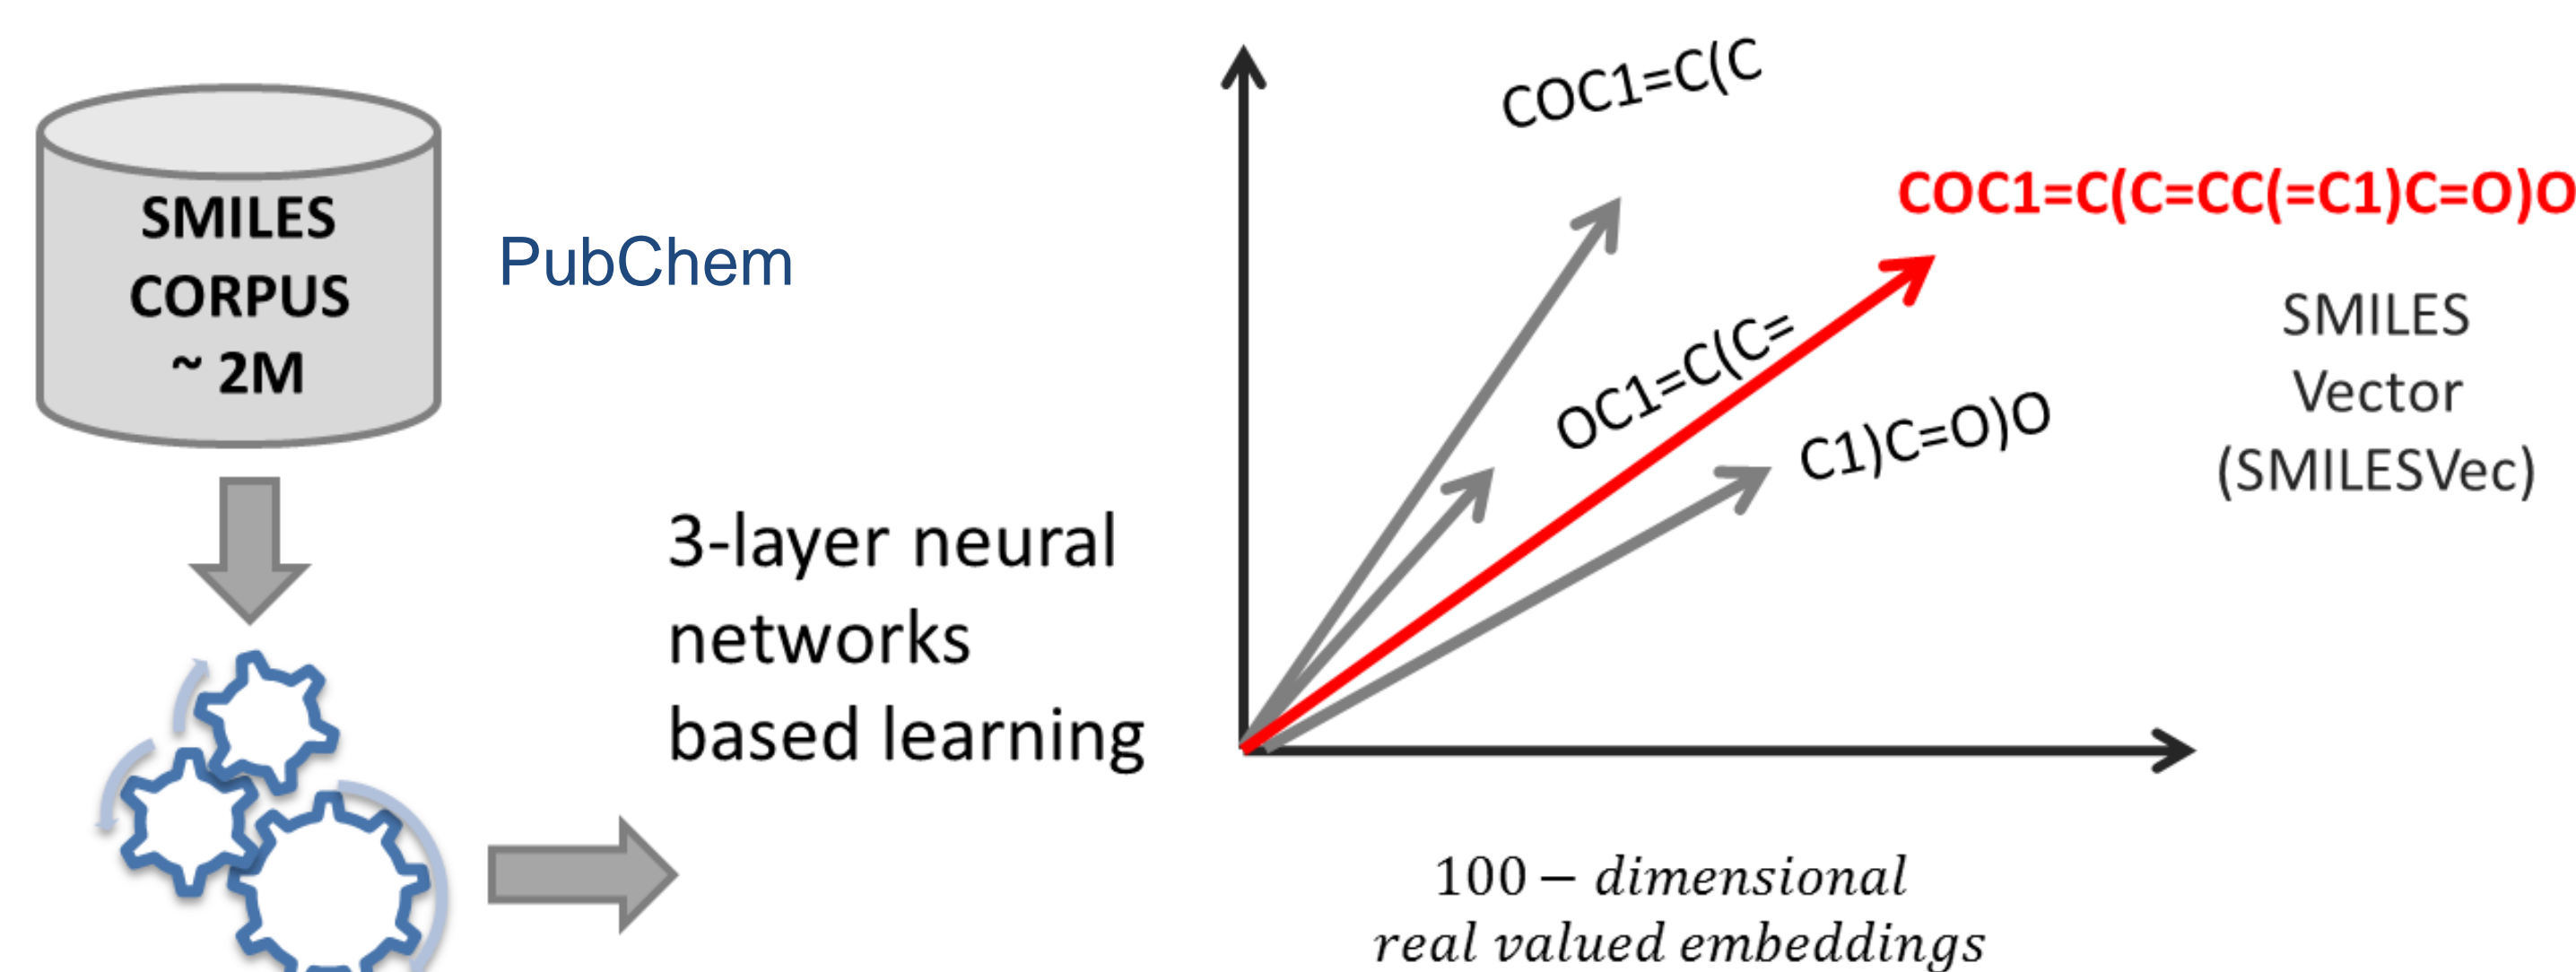 SMILES
CORPUS
~ 2M
PubChem
3-layer neural
networks
based learning
COC1=C(C
COC1=C(C=CC(=C1)C=O)O
OC1=C(C=
C1)C=O)O
SMILES
Vector
(SMILESVec)
100 − dimensional
real valued embeddings